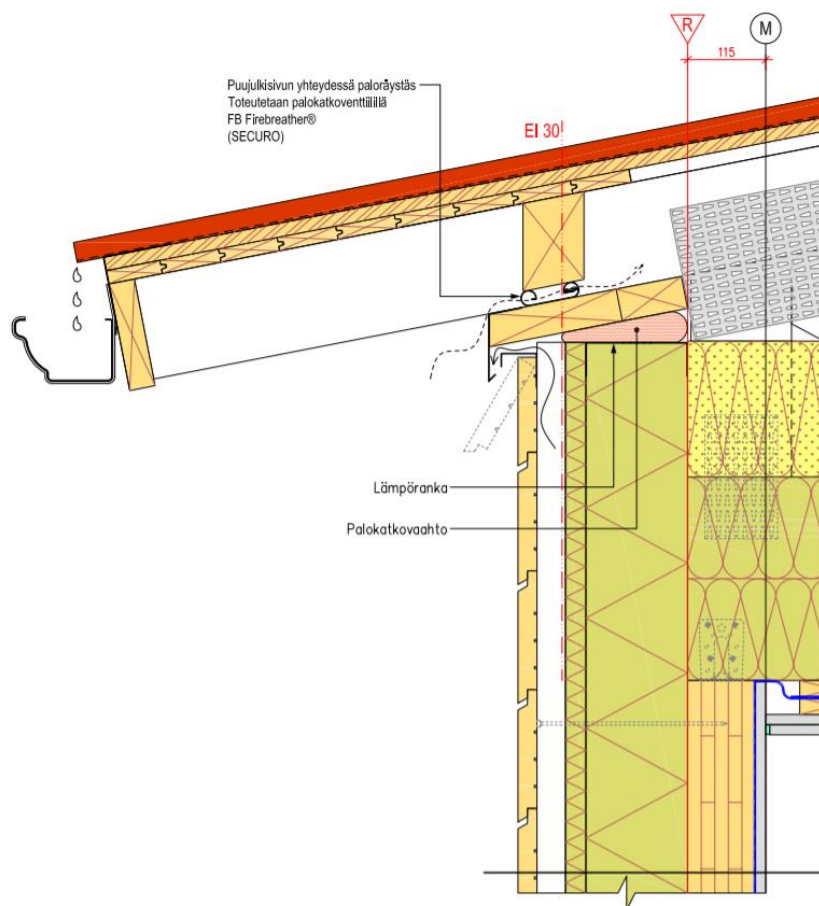 R
M
115
Puujulkisivun yhteydessä paloräystäs
Toteutetaan palokatkoventtiilillä
FB Firebreather®
(SECURO)
EI 30
Lämpöranka
Palokatkovaahto